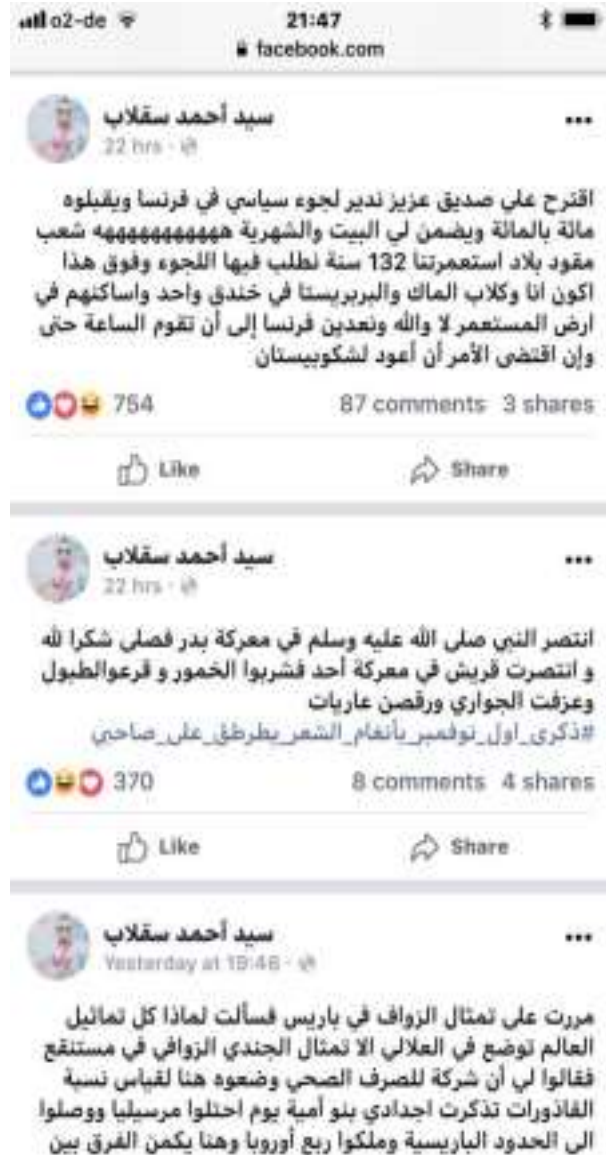 o2-de 21:47
facebook.com
سيد أحمد سقلاب
22 hrs
اقترح علي صديق عزيز ندير لجوء سياسي في فرنسا ويقبلوه
مائة بالمائة ويضمن لي البيت والشهرية هههههههههههه شعب
مقود بلاد استعمرتنا 132 سنة نطلب فيها اللجوء وفوق هذا
اكون انا وكلاب الماك والبربريستا في خندق واحد واساكنهم في
ارض المستعمر لا والله ونعدين فرنسا إلى أن تقوم الساعة حتى
وإن اقتضى الأمر أن أعود لشكوبيستان
754 87 comments 3 shares
Like Share
سيد أحمد سقلاب
22 hrs
انتصر النبي صلى الله عليه وسلم في معركة بدر فصلى شكرا لله
و انتصرت قريش في معركة أحد فشربوا الخمور و قرعوالطبول
وعزفت الجواري ورقصن عاريات
#ذكرى_اول_نوفمبر_بأنغام_الشعر_يطرطق_على_صاحبي
370 8 comments 4 shares
Like Share
سيد أحمد سقلاب
Yesterday at 19:46
مررت على تمثال الزواف في باريس فسألت لماذا كل تماثيل
العالم توضع في العلالي الا تمثال الجندي الزوافي في مستنقع
فقالوا لي أن شركة للصرف الصحي وضعوه هنا لقياس نسبة
القاذورات تذكرت اجدادي بنو أمية يوم احتلوا مرسيليا ووصلوا
الى الحدود الباريسية وملكوا ربع أوروبا وهنا يكمن الفرق بين